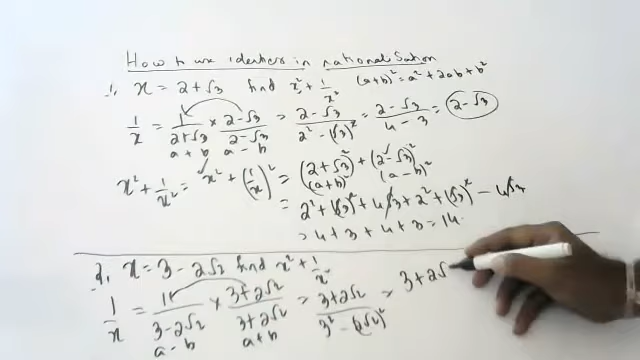 How to use identities in rationalisation
1. x = 2+√3 find x² + 1/x² (a+b)² = a² + 2ab + b²
1/x = 1/(2+√3) × (2-√3)/(2-√3) = (2-√3)/(2² - (√3)²) = (2-√3)/(4-3) = 2-√3
a+b a-b
x² + 1/x² = x² + (1/x)² = (2+√3)² + (2-√3)²
(a+b)² (a-b)²
= 2² + (√3)² + 4√3 + 2² + (√3)² - 4√3
= 4 + 3 + 4 + 3 = 14.
2. x = 3 - 2√2 find x² + 1/x²
1/x = 1/(3-2√2) × (3+2√2)/(3+2√2) = (3+2√2)/(3² - (2√2)²) = 3+2√
a-b a+b